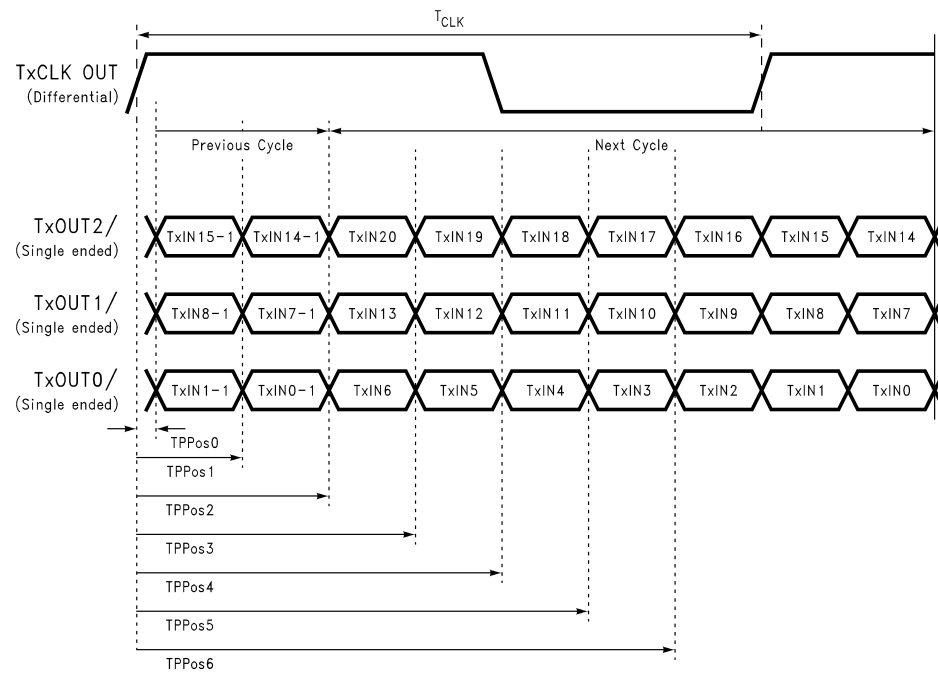 TCLK
TxCLK OUT
(Differential)
Previous Cycle
Next Cycle
TxOUT2/
(Single ended)
TxIN15-1 TxIN14-1 TxIN20 TxIN19 TxIN18 TxIN17 TxIN16 TxIN15 TxIN14
TxOUT1/
(Single ended)
TxIN8-1 TxIN7-1 TxIN13 TxIN12 TxIN11 TxIN10 TxIN9 TxIN8 TxIN7
TxOUT0/
(Single ended)
TxIN1-1 TxIN0-1 TxIN6 TxIN5 TxIN4 TxIN3 TxIN2 TxIN1 TxIN0
TPPos0
TPPos1
TPPos2
TPPos3
TPPos4
TPPos5
TPPos6